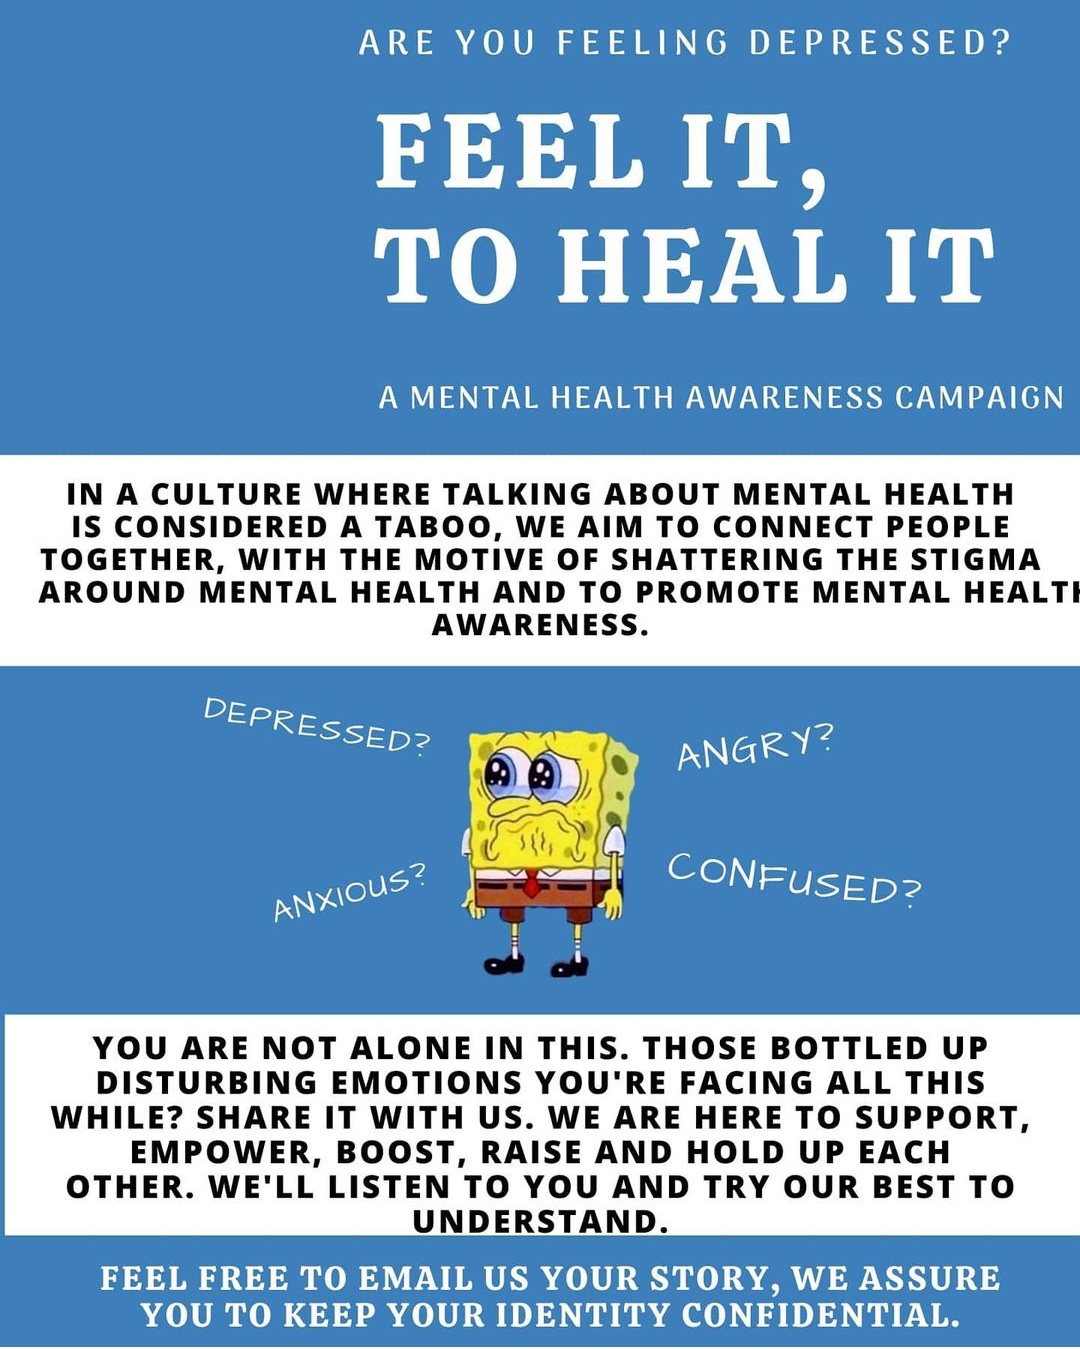 ARE YOU FEELING DEPRESSED?
FEEL IT,
TO HEAL IT
A MENTAL HEALTH AWARENESS CAMPAIGN
IN A CULTURE WHERE TALKING ABOUT MENTAL HEALTH
IS CONSIDERED A TABOO, WE AIM TO CONNECT PEOPLE
TOGETHER, WITH THE MOTIVE OF SHATTERING THE STIGMA
AROUND MENTAL HEALTH AND TO PROMOTE MENTAL HEALTH
AWARENESS.
DEPRESSED?
ANGRY?
ANXIOUS?
CONFUSED?
YOU ARE NOT ALONE IN THIS. THOSE BOTTLED UP
DISTURBING EMOTIONS YOU'RE FACING ALL THIS
WHILE? SHARE IT WITH US. WE ARE HERE TO SUPPORT,
EMPOWER, BOOST, RAISE AND HOLD UP EACH
OTHER. WE'LL LISTEN TO YOU AND TRY OUR BEST TO
UNDERSTAND.
FEEL FREE TO EMAIL US YOUR STORY, WE ASSURE
YOU TO KEEP YOUR IDENTITY CONFIDENTIAL.